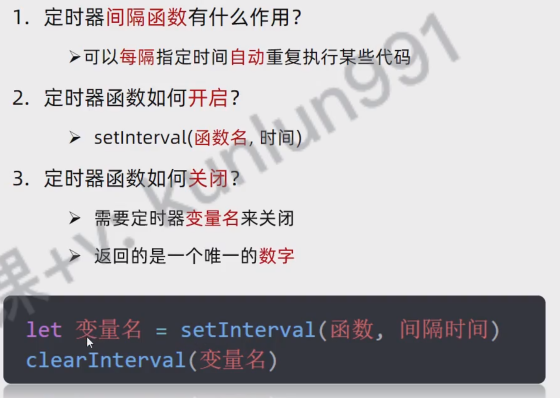 1. 定时器间隔函数有什么作用？
➢可以每隔指定时间自动重复执行某些代码
2. 定时器函数如何开启？
➢ setInterval(函数名, 时间)
3. 定时器函数如何关闭？
➢ 需要定时器变量名来关闭
➢ 返回的是一个唯一的数字
let 变量名 = setInterval(函数, 间隔时间)
clearInterval(变量名)
课+v. kunlun991